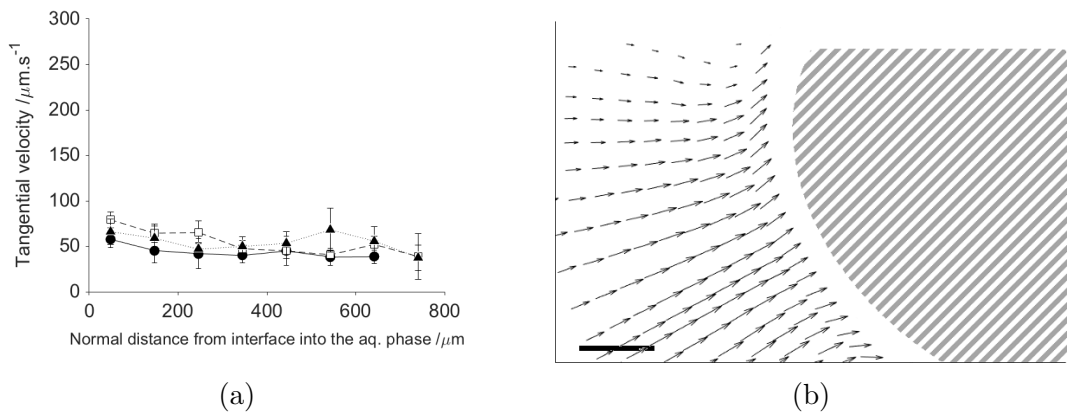 300
250
200
150
100
50
0
Tangential velocity /μm.s⁻¹
0 200 400 600 800
Normal distance from interface into the aq. phase /μm
(a)
(b)